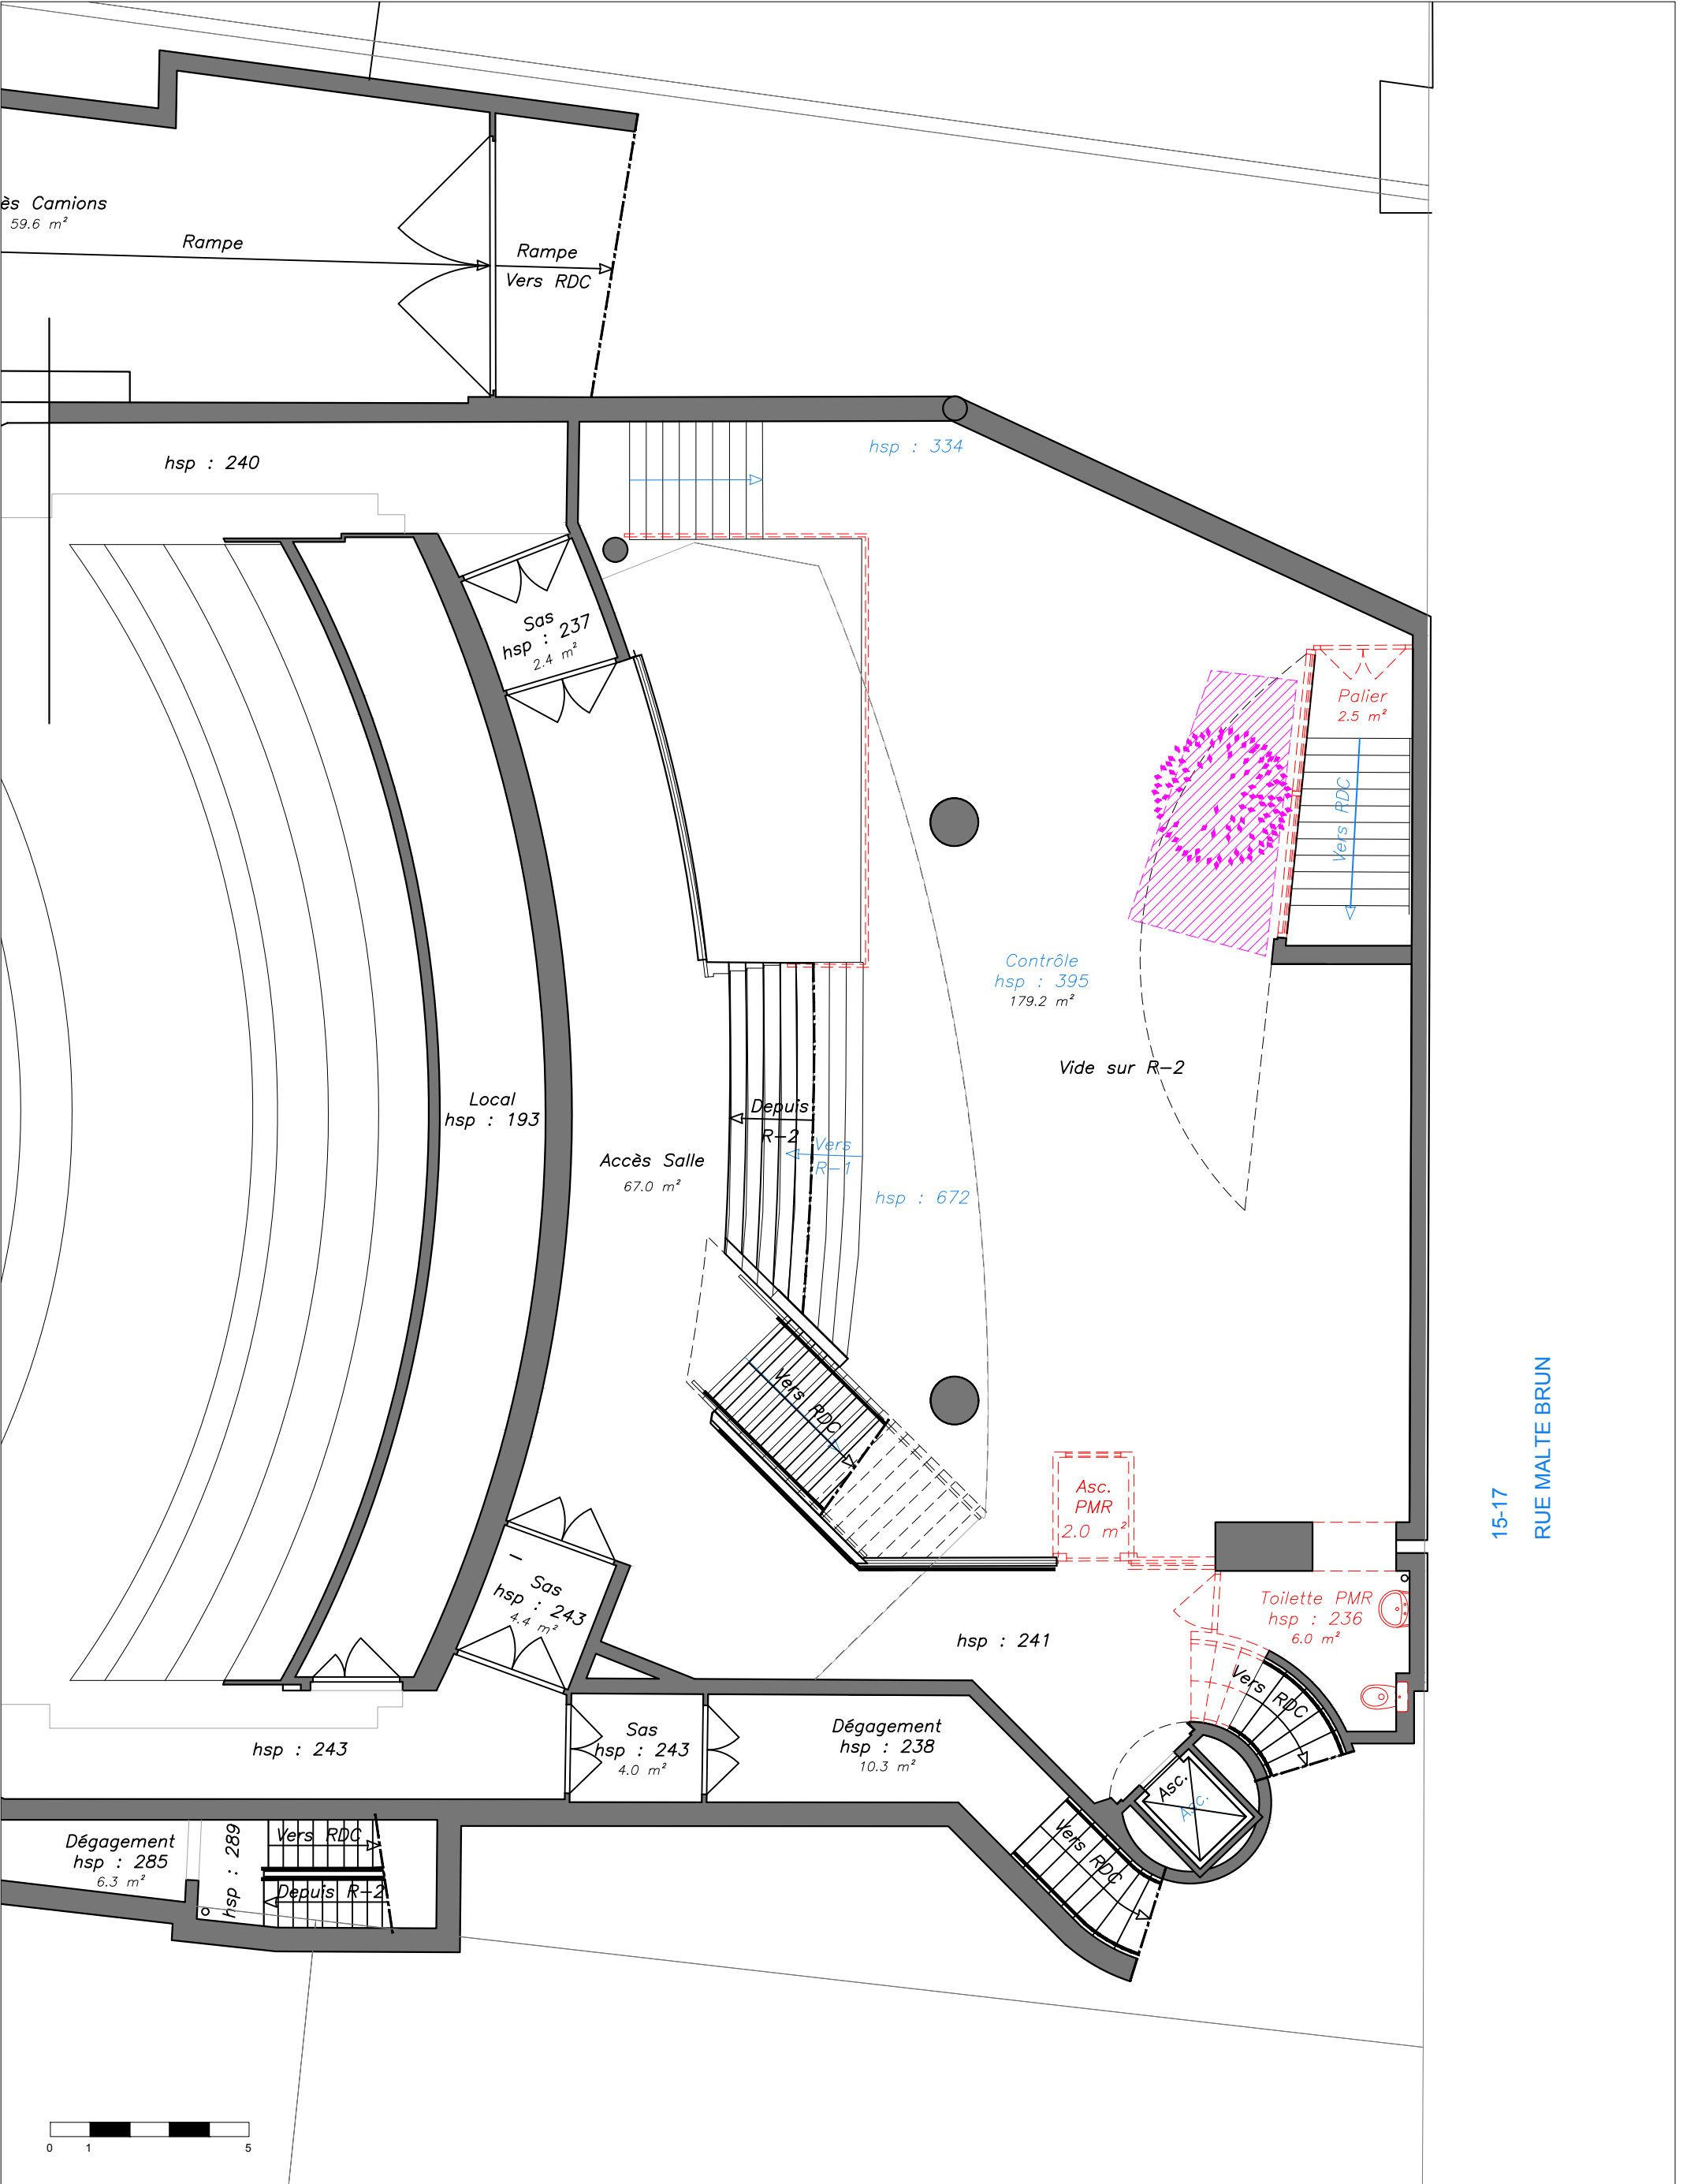 ès Camions
59.6 m²
Rampe
Rampe
Vers RDC
hsp : 240
hsp : 334
Sas
hsp : 237
2.4 m²
Palier
2.5 m²
Vers RDC
Contrôle
hsp : 395
179.2 m²
Vide sur R-2
Local
hsp : 193
Depuis
R-2
Vers
R-1
Accès Salle
67.0 m²
hsp : 672
Vers RDC
Asc.
PMR
2.0 m²
15-17
RUE MALTE BRUN
Sas
hsp : 243
4.4 m²
Toilette PMR
hsp : 236
6.0 m²
hsp : 241
Vers RDC
hsp : 243
Sas
hsp : 243
4.0 m²
Dégagement
hsp : 238
10.3 m²
Asc.
Asc.
Vers RDC
Dégagement
hsp : 285
6.3 m²
hsp : 289
Vers RDC
Depuis R-2
0 1 5